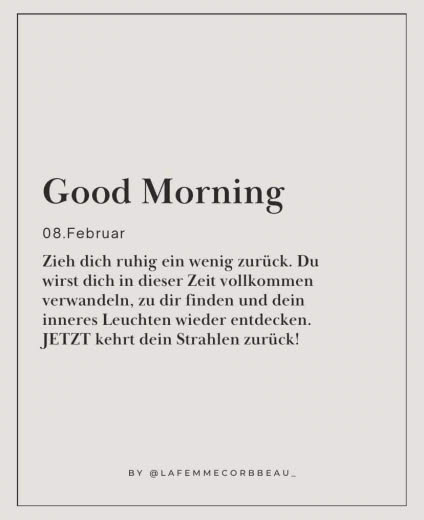 Good Morning
08.Februar
Zieh dich ruhig ein wenig zurück. Du
wirst dich in dieser Zeit vollkommen
verwandeln, zu dir finden und dein
inneres Leuchten wieder entdecken.
JETZT kehrt dein Strahlen zurück!
BY @LAFEMMECORBBEAU_